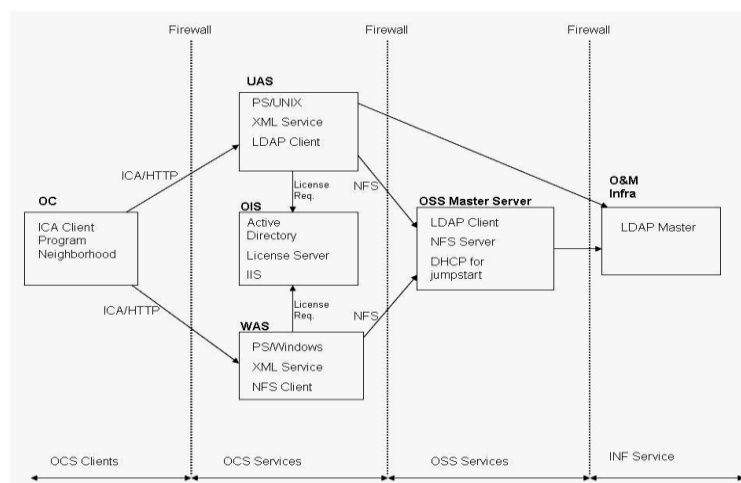 Firewall
Firewall
Firewall
UAS
PS/UNIX
XML Service
LDAP Client
ICA/HTTP
License
Req.
NFS
OC
ICA Client
Program
Neighborhood
OIS
Active
Directory
License Server
IIS
OSS Master Server
LDAP Client
NFS Server
DHCP for
jumpstart
O&M
Infra
LDAP Master
ICA/HTTP
License
Req.
NFS
WAS
PS/Windows
XML Service
NFS Client
OCS Clients
OCS Services
OSS Services
INF Service